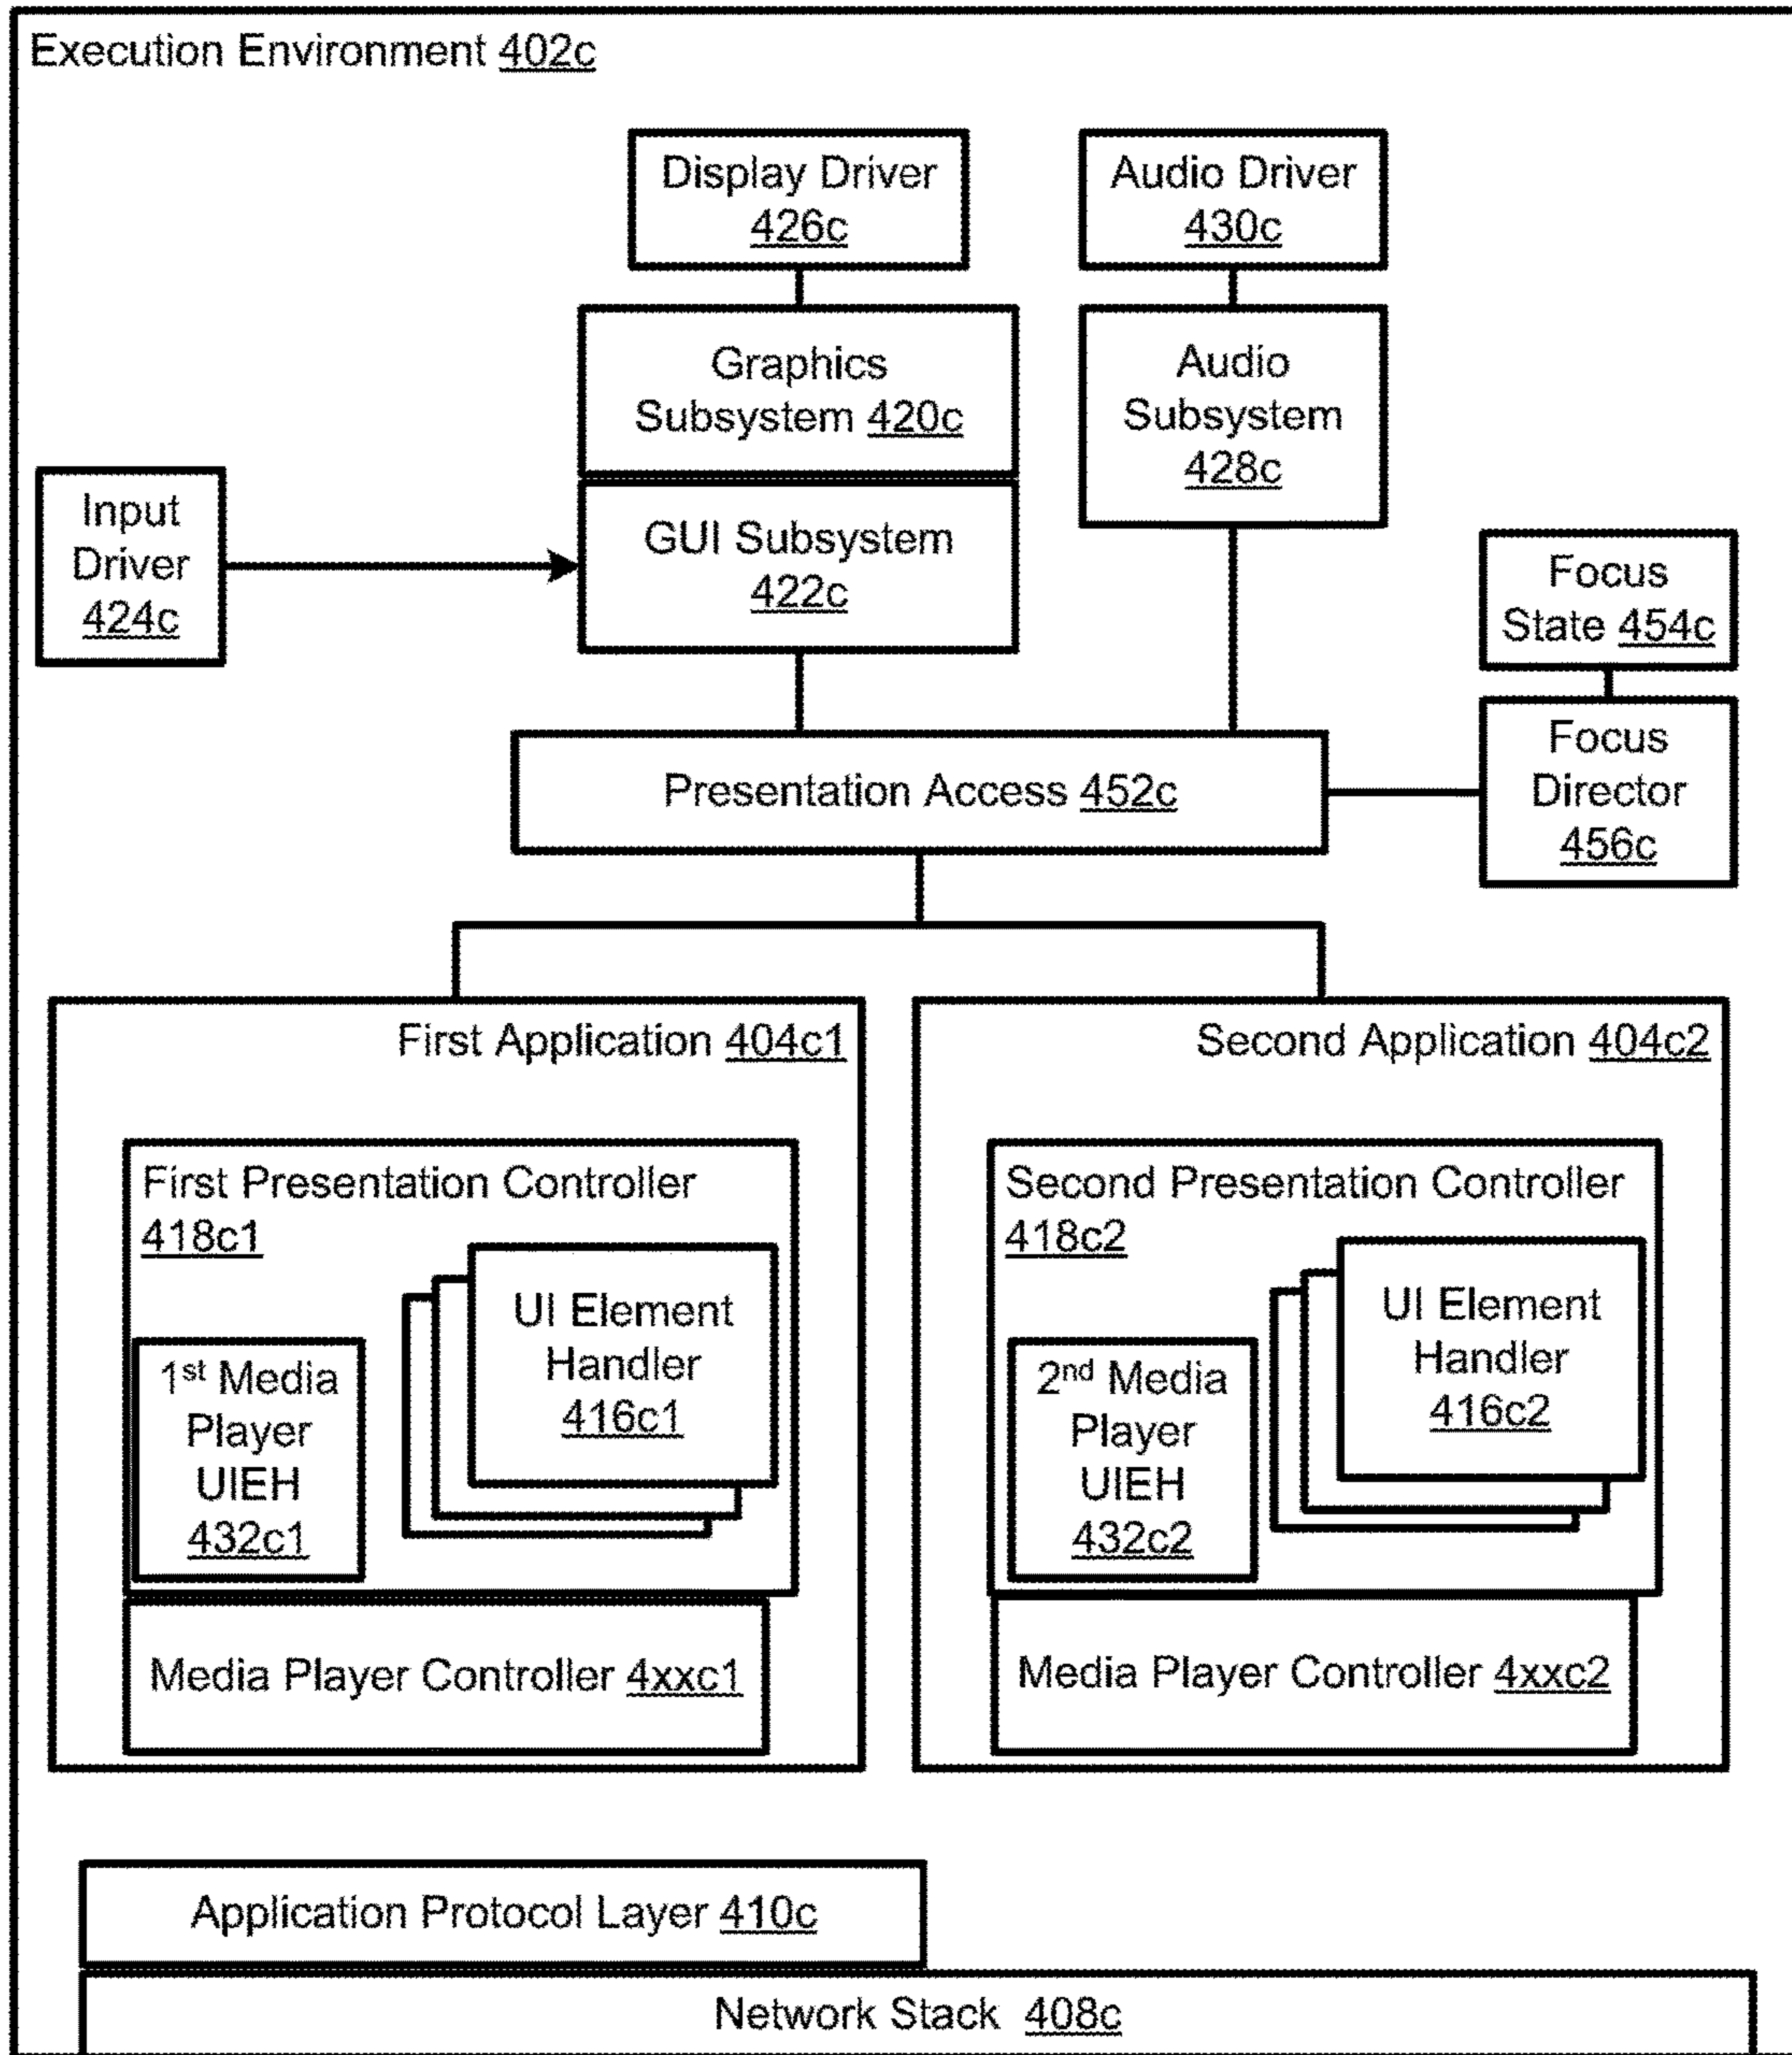 Execution Environment 402c
Display Driver
426c
Audio Driver
430c
Graphics
Subsystem 420c
Audio
Subsystem
428c
Input
Driver
424c
GUI Subsystem
422c
Focus
State 454c
Focus
Director
456c
Presentation Access 452c
First Application 404c1
First Presentation Controller
418c1
UI Element
Handler
416c1
1st Media
Player
UIEH
432c1
Media Player Controller 4xxc1
Second Application 404c2
Second Presentation Controller
418c2
UI Element
Handler
416c2
2nd Media
Player
UIEH
432c2
Media Player Controller 4xxc2
Application Protocol Layer 410c
Network Stack 408c